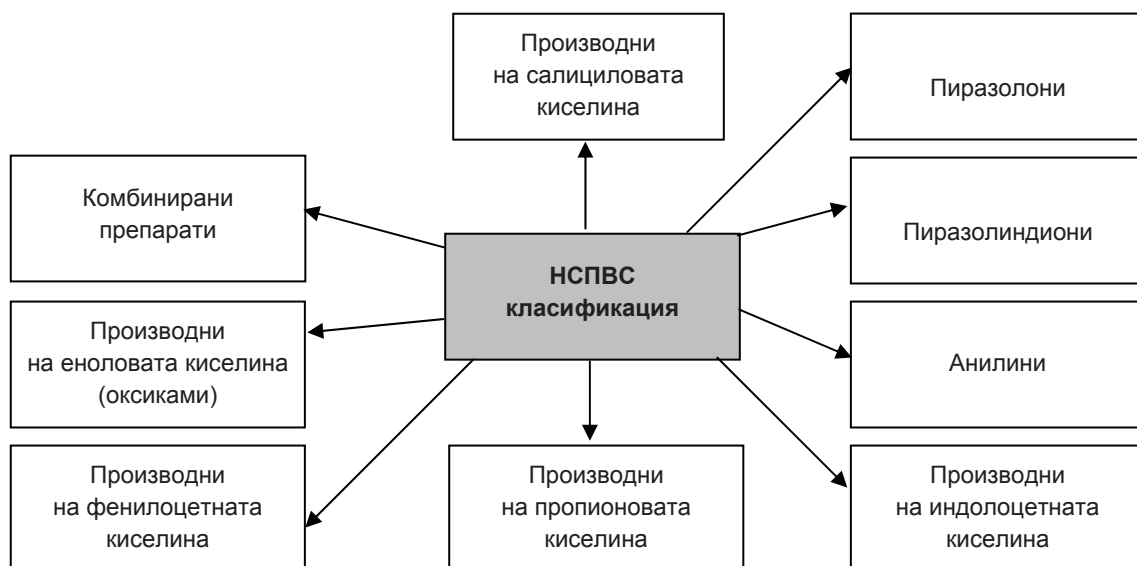 Производни
на салициловата
киселина
Пиразолони
Комбинирани
препарати
Пиразолиндиони
НСПВС
класификация
Производни
на еноловата киселина
(оксиками)
Анилини
Производни
на фенилоцетната
киселина
Производни
на пропионовата
киселина
Производни
на индолоцетната
киселина